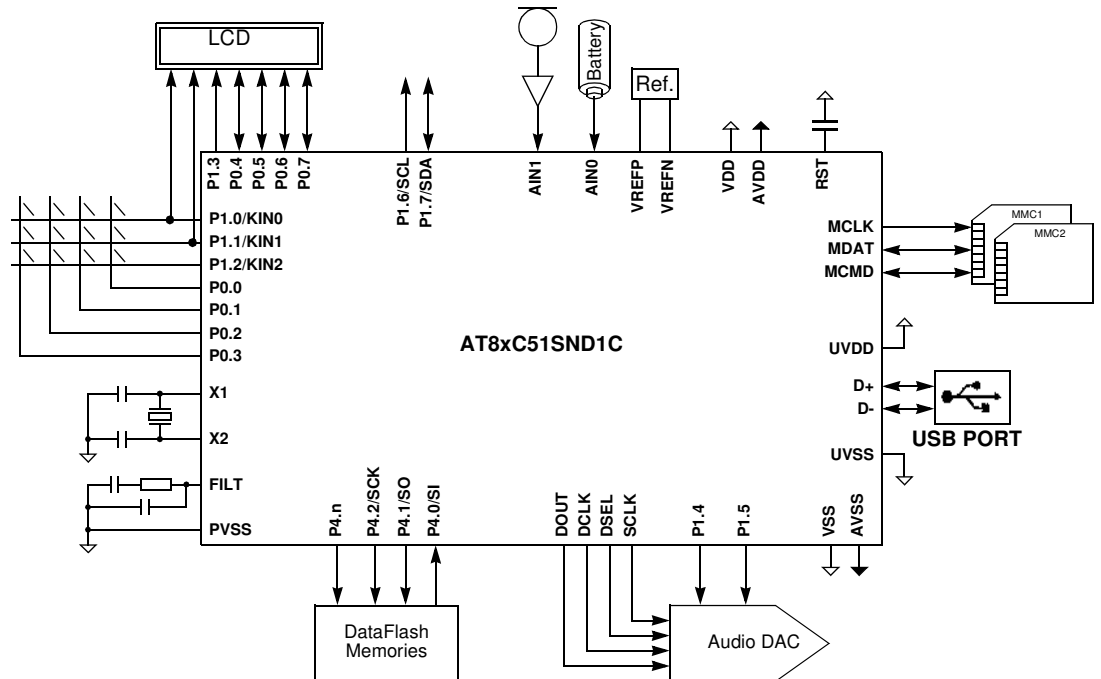 LCD
Battery
Ref.
P1.3
P0.4
P0.5
P0.6
P0.7
P1.6/SCL
P1.7/SDA
AIN1
AIN0
VREFP
VREFN
VDD
AVDD
RST
P1.0/KIN0
P1.1/KIN1
P1.2/KIN2
P0.0
P0.1
P0.2
P0.3
X1
X2
FILT
PVSS
AT8xC51SND1C
MCLK
MDAT
MCMD
MMC1
MMC2
UVDD
D+
D-
USB PORT
UVSS
P4.n
P4.2/SCK
P4.1/SO
P4.0/SI
DOUT
DCLK
DSEL
SCLK
P1.4
P1.5
VSS
AVSS
DataFlash
Memories
Audio DAC